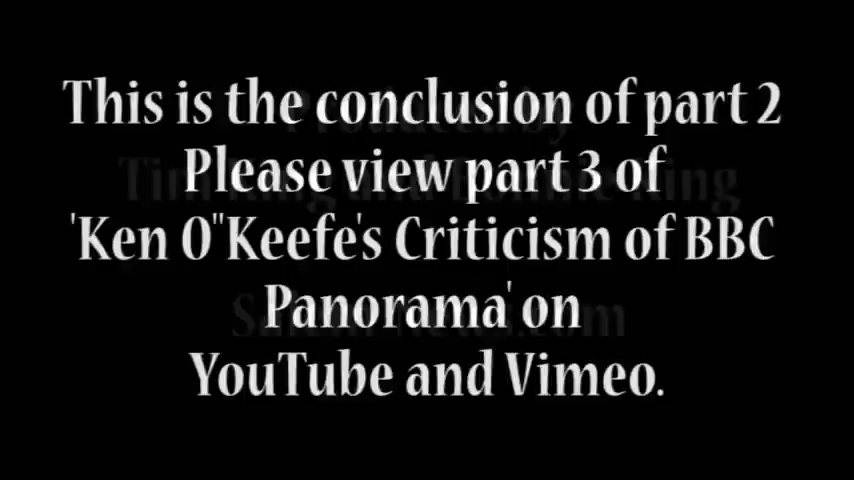 This is the conclusion of part 2
Please view part 3 of
'Ken O"Keefe's Criticism of BBC
Panorama' on
YouTube and Vimeo.